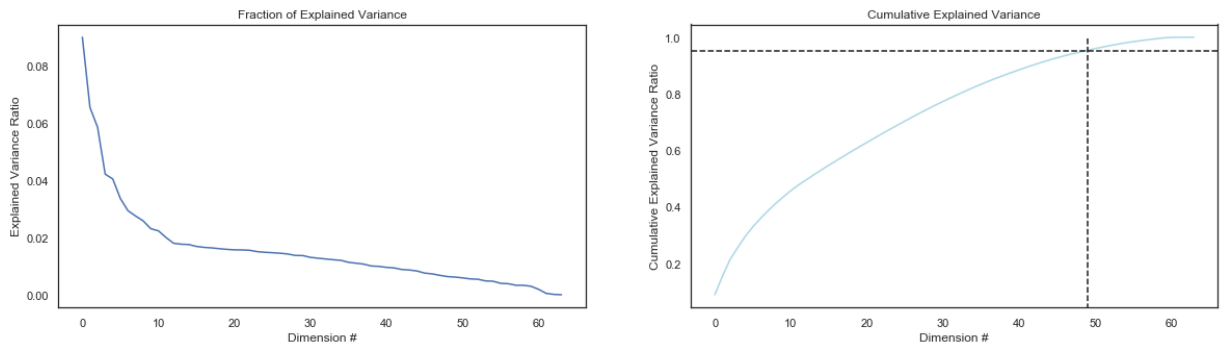 Fraction of Explained Variance
Explained Variance Ratio
0.08
0.06
0.04
0.02
0.00
0 10 20 30 40 50 60
Dimension #
Cumulative Explained Variance
Cumulative Explained Variance Ratio
1.0
0.8
0.6
0.4
0.2
0 10 20 30 40 50 60
Dimension #